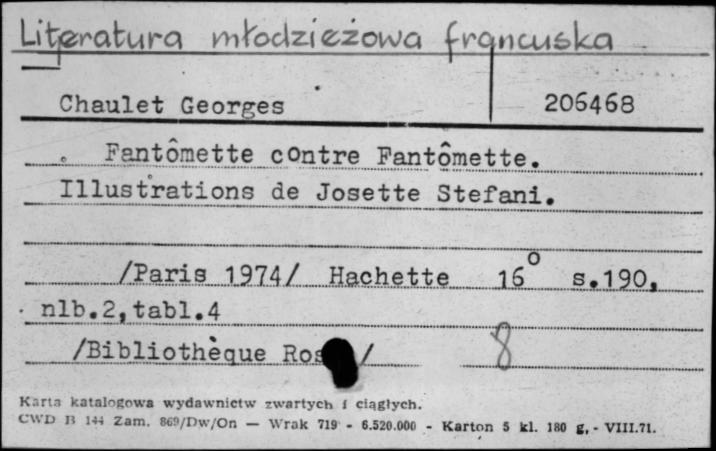 Literatura młodzieżowa francuska
Chaulet Georges 206468
Fantômette contre Fantômette.
Illustrations de Josette Stefani.
/Paris 1974/ Hachette 16° s.190,
nlb.2,tabl.4
/Bibliothèque /
8
Karta katalogowa wydawnictw zwartych i ciągłych.
CWD B 144 Zam. 869/Dw/On — Wrak 719 - 6.520.000 - Karton 5 kl. 180 g, - VIII.71.